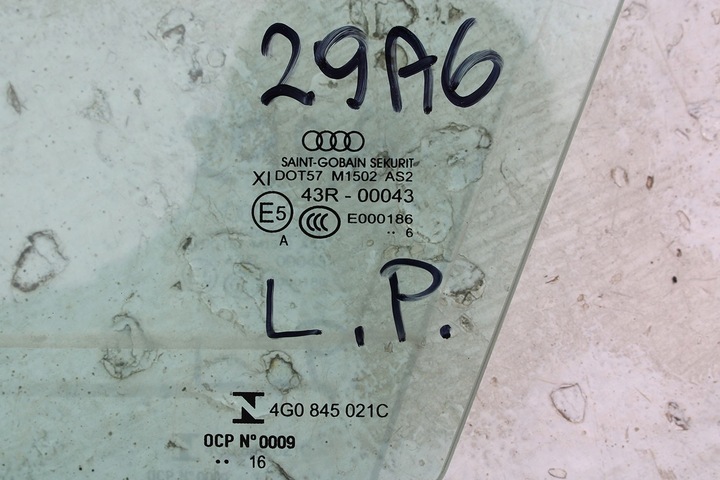 29A6
SAINT-GOBAIN SEKURIT
XI DOT57 M1502 AS2
43R - 00043
E5 CCC E000186
A .. 6
L.P.
N 4G0 845 021C
OCP N° 0009
.. 16